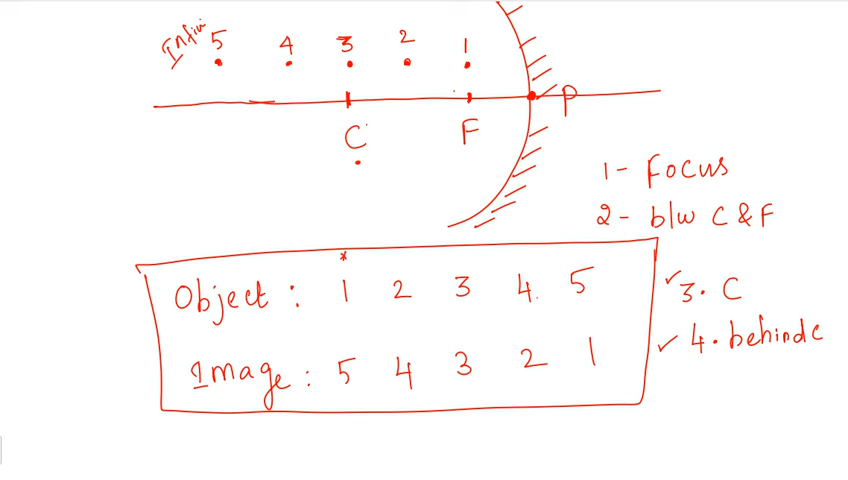 Infini 5 4 3 2 1
P
C F
1- Focus
2- b/w C & F
*
Object : 1 2 3 4. 5
✓3. C
Image : 5 4 3 2 1
✓ 4. behinde